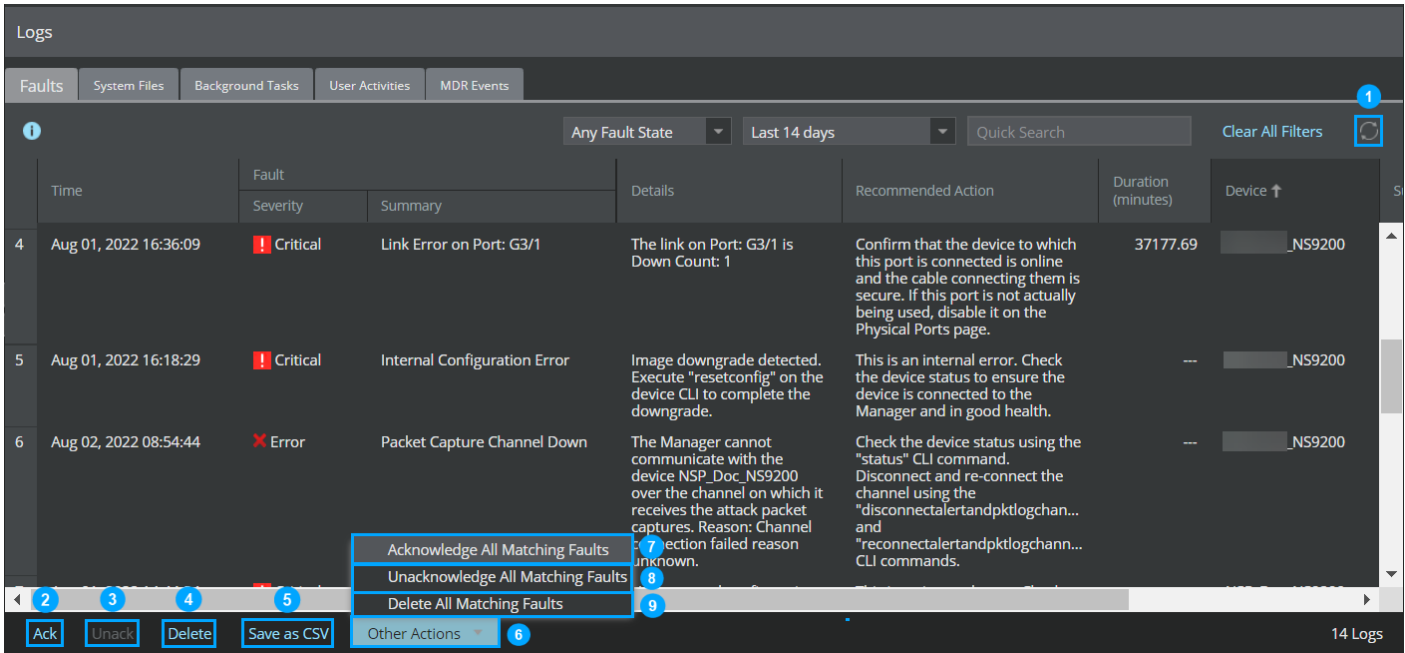 Logs
Faults System Files Background Tasks User Activities MDR Events
1
i Any Fault State Last 14 days Quick Search Clear All Filters
Fault
Time Details Recommended Action Duration (minutes) Device
Severity Summary
4 Aug 01, 2022 16:36:09 ! Critical Link Error on Port: G3/1
The link on Port: G3/1 is
Down Count: 1
Confirm that the device to which
this port is connected is online
and the cable connecting them is
secure. If this port is not actually
being used, disable it on the
Physical Ports page.
37177.69 _NS9200
5 Aug 01, 2022 16:18:29 ! Critical Internal Configuration Error
Image downgrade detected.
Execute "resetconfig" on the
device CLI to complete the
downgrade.
This is an internal error. Check
the device status to ensure the
device is connected to the
Manager and in good health.
--- _NS9200
6 Aug 02, 2022 08:54:44 Error Packet Capture Channel Down
The Manager cannot
communicate with the
device NSP_Doc_NS9200
over the channel on which it
receives the attack packet
captures. Reason: Channel
unknown.
failed reason
Check the device status using the
"status" CLI command.
Disconnect and re-connect the
channel using the
"disconnectalertandpktlogchan...
and
"reconnectalertandpktlogchann...
CLI commands.
--- _NS9200
Acknowledge All Matching Faults 7
Unacknowledge All Matching Faults 8
Delete All Matching Faults 9
2 3 4 5
Ack Unack Delete Save as CSV Other Actions 6 14 Logs